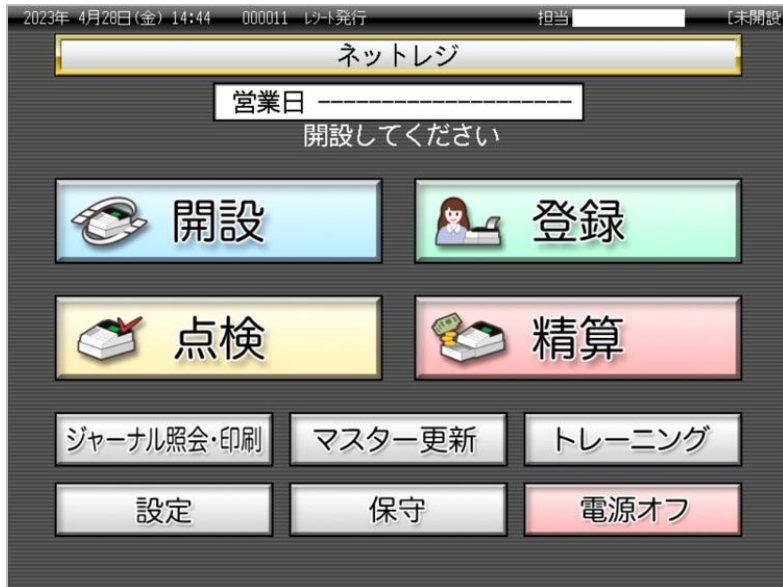 2023年 4月28日(金) 14:44 000011 レシート発行 担当 [未開設
ネットレジ
営業日 --------------------
開設してください
開設 登録
点検 精算
ジャーナル照会・印刷 マスター更新 トレーニング
設定 保守 電源オフ